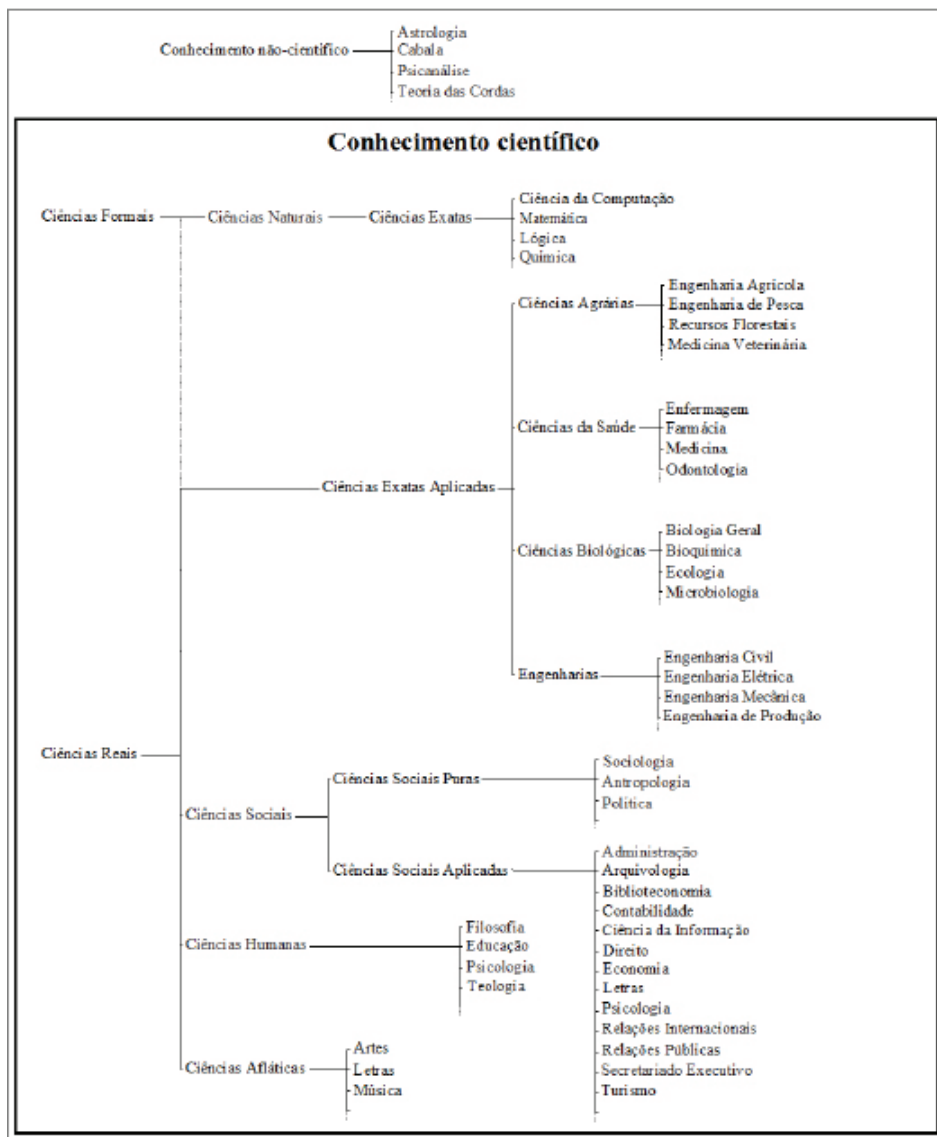 Astrologia
Conhecimento não-científico
Cabala
Psicanálise
Teoria das Cordas
Conhecimento científico
Ciências Formais
Ciências Naturais
Ciências Exatas
Ciência da Computação
Matemática
Lógica
Química
Ciências Agrárias
Engenharia Agrícola
Engenharia de Pesca
Recursos Florestais
Medicina Veterinária
Ciências da Saúde
Enfermagem
Farmácia
Medicina
Odontologia
Ciências Exatas Aplicadas
Ciências Biológicas
Biologia Geral
Bioquímica
Ecologia
Microbiologia
Engenharias
Engenharia Civil
Engenharia Elétrica
Engenharia Mecânica
Engenharia de Produção
Ciências Reais
Ciências Sociais
Ciências Sociais Puras
Sociologia
Antropologia
Política
Ciências Sociais Aplicadas
Administração
Arquivologia
Biblioteconomia
Contabilidade
Ciência da Informação
Direito
Economia
Letras
Psicologia
Relações Internacionais
Relações Públicas
Secretariado Executivo
Turismo
Ciências Humanas
Filosofia
Educação
Psicologia
Teologia
Ciências Afláticas
Artes
Letras
Música